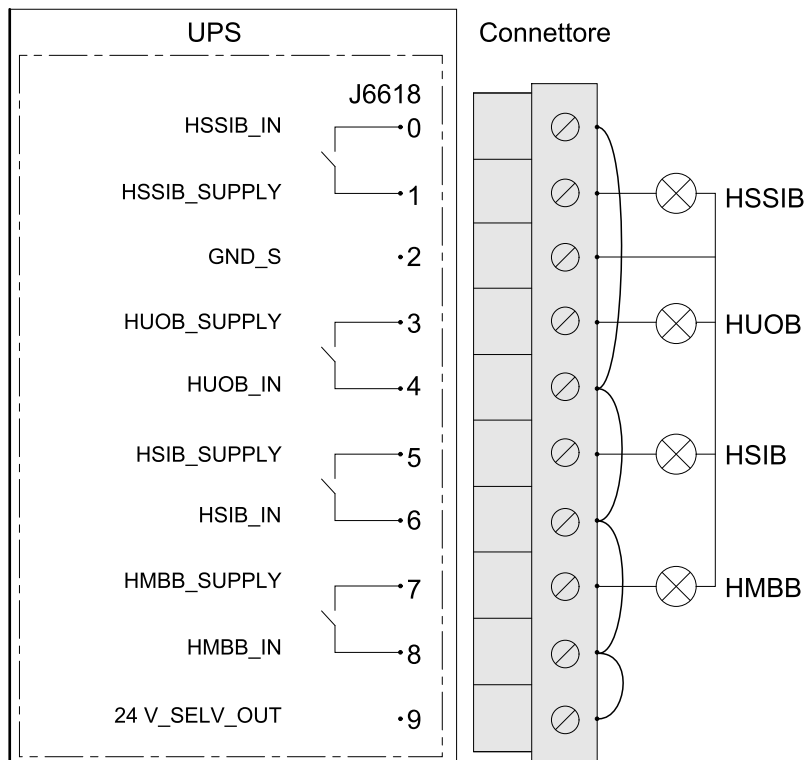 UPS
Connettore
J6618
HSSIB_IN
0
HSSIB_SUPPLY
1
HSSIB
GND_S
2
HUOB_SUPPLY
3
HUOB
HUOB_IN
4
HSIB_SUPPLY
5
HSIB
HSIB_IN
6
HMBB_SUPPLY
7
HMBB
HMBB_IN
8
24 V_SELV_OUT
9